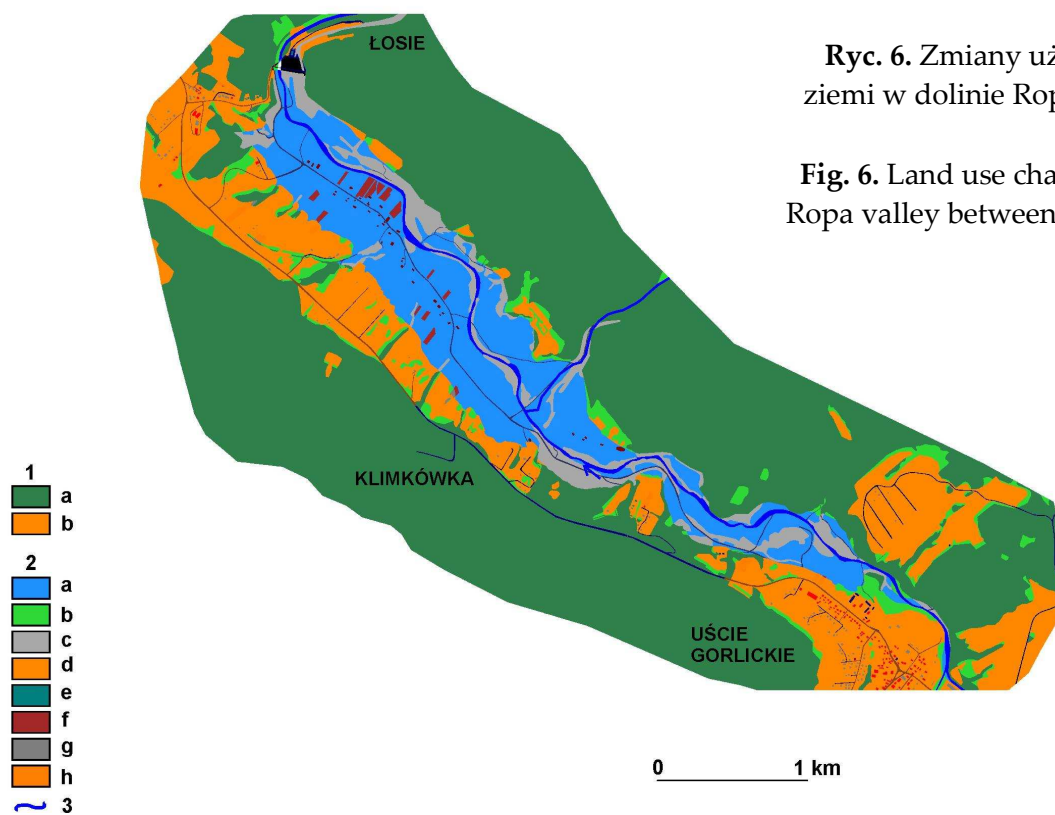 ŁOSIE
Ryc. 6. Zmiany uż
ziemi w dolinie Rop
Fig. 6. Land use cha
Ropa valley between
KLIMKÓWKA
UŚCIE
GORLICKIE
1
a
b
2
a
b
c
d
e
f
g
h
3
0 1 km